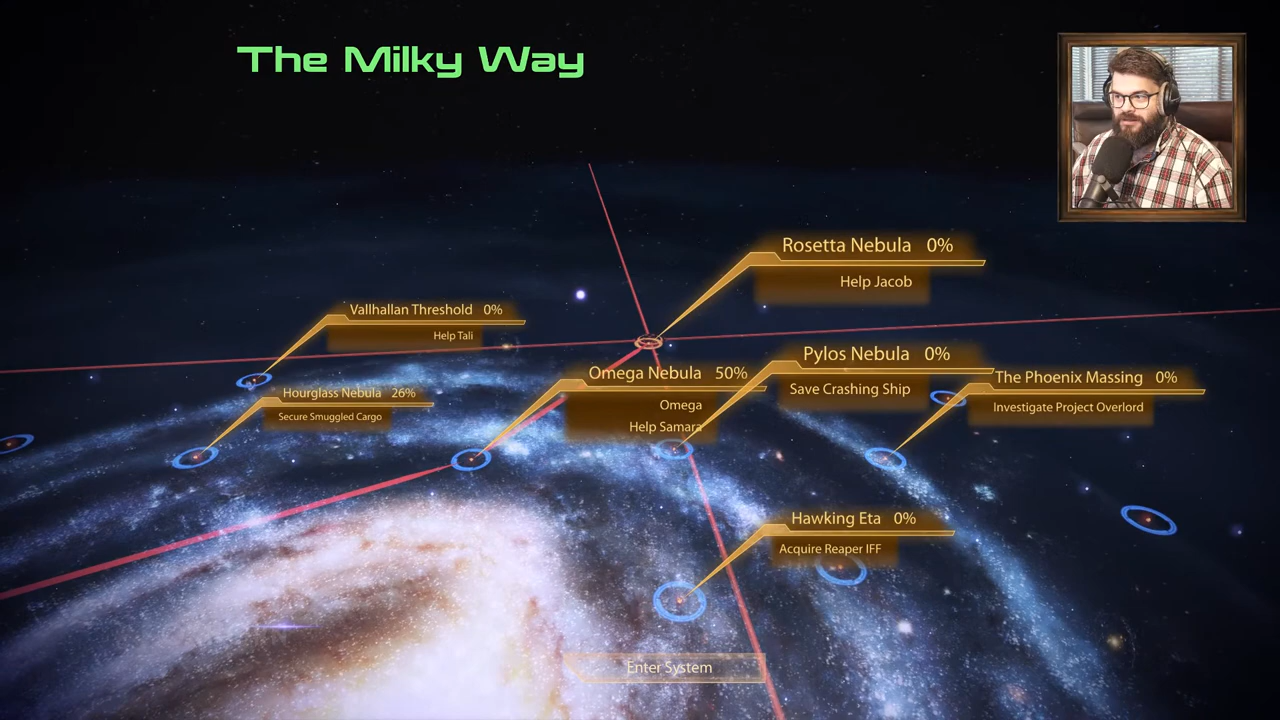 The Milky Way
Rosetta Nebula 0%
Help Jacob
Vallhallan Threshold 0%
Help Tali
Hourglass Nebula 26%
Secure Smuggled Cargo
Omega Nebula 50%
Omega
Help Samara
Pylos Nebula 0%
Save Crashing Ship
The Phoenix Massing 0%
Investigate Project Overlord
Hawking Eta 0%
Acquire Reaper IFF
Enter System